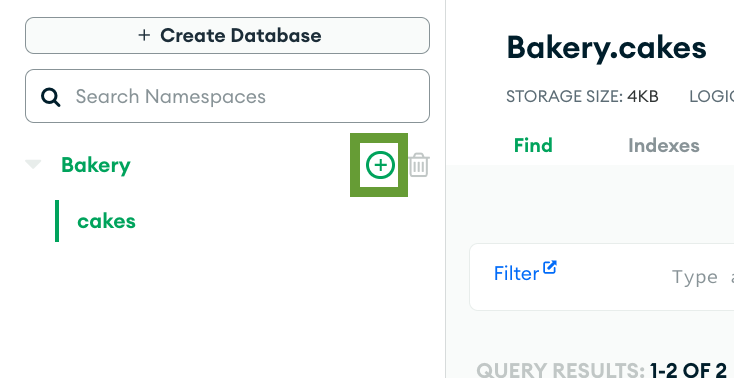 + Create Database
Search Namespaces
Bakery
cakes
Bakery.cakes
STORAGE SIZE: 4KB
Find
Indexes
Filter
Type
QUERY RESULTS: 1-2 OF 2